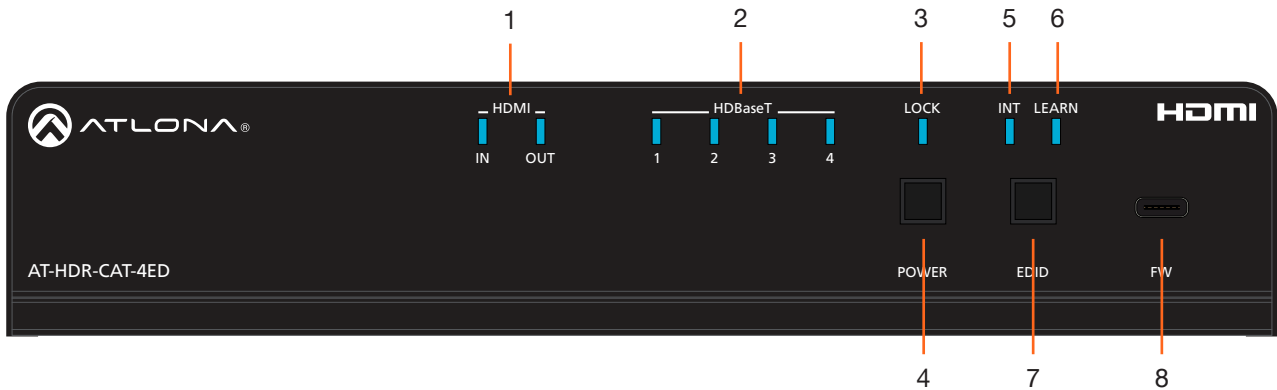 1 2 3 5 6
HDMI HDBaseT LOCK INT LEARN HDMI
ATLONA®
IN OUT 1 2 3 4
AT-HDR-CAT-4ED POWER EDID FW
4 7 8